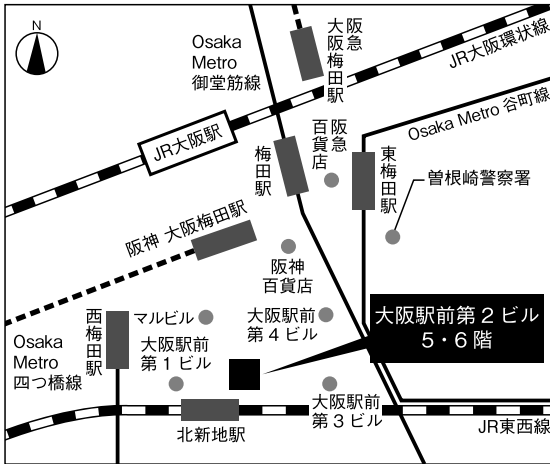 N
Osaka
Metro
御堂筋線
阪急
大阪梅田駅
JR大阪環状線
Osaka Metro 谷町線
JR大阪駅
梅田駅
阪急
百貨店
東梅田駅
曽根崎警察署
阪神 大阪梅田駅
阪神
百貨店
西梅田駅
マルビル
大阪駅前
第4ビル
大阪駅前第2ビル
5・6階
Osaka
Metro
四つ橋線
大阪駅前
第1ビル
大阪駅前
第3ビル
北新地駅
JR東西線